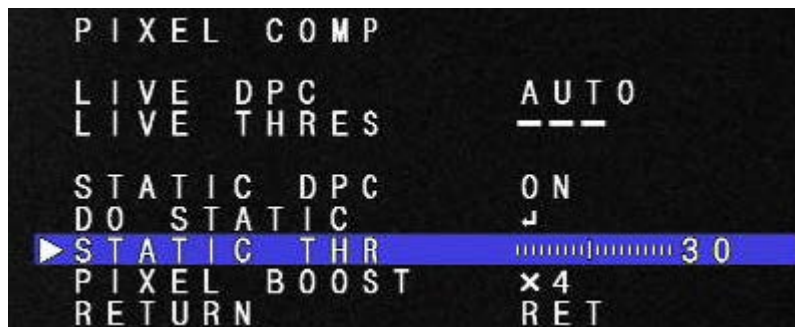 PIXEL COMP
LIVE DPC AUTO
LIVE THRES ---
STATIC DPC ON
DO STATIC ↵
▶STATIC THR 30
PIXEL BOOST ×4
RETURN RET